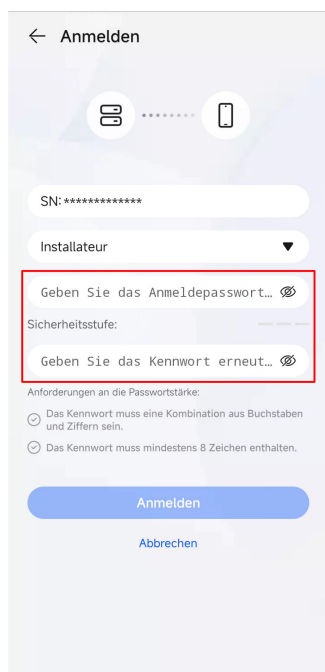 Anmelden
SN:*************
Installateur
Geben Sie das Anmeldepasswort…
Sicherheitsstufe:
Geben Sie das Kennwort erneut…
Anforderungen an die Passwortstärke:
Das Kennwort muss eine Kombination aus Buchstaben
und Ziffern sein.
Das Kennwort muss mindestens 8 Zeichen enthalten.
Anmelden
Abbrechen